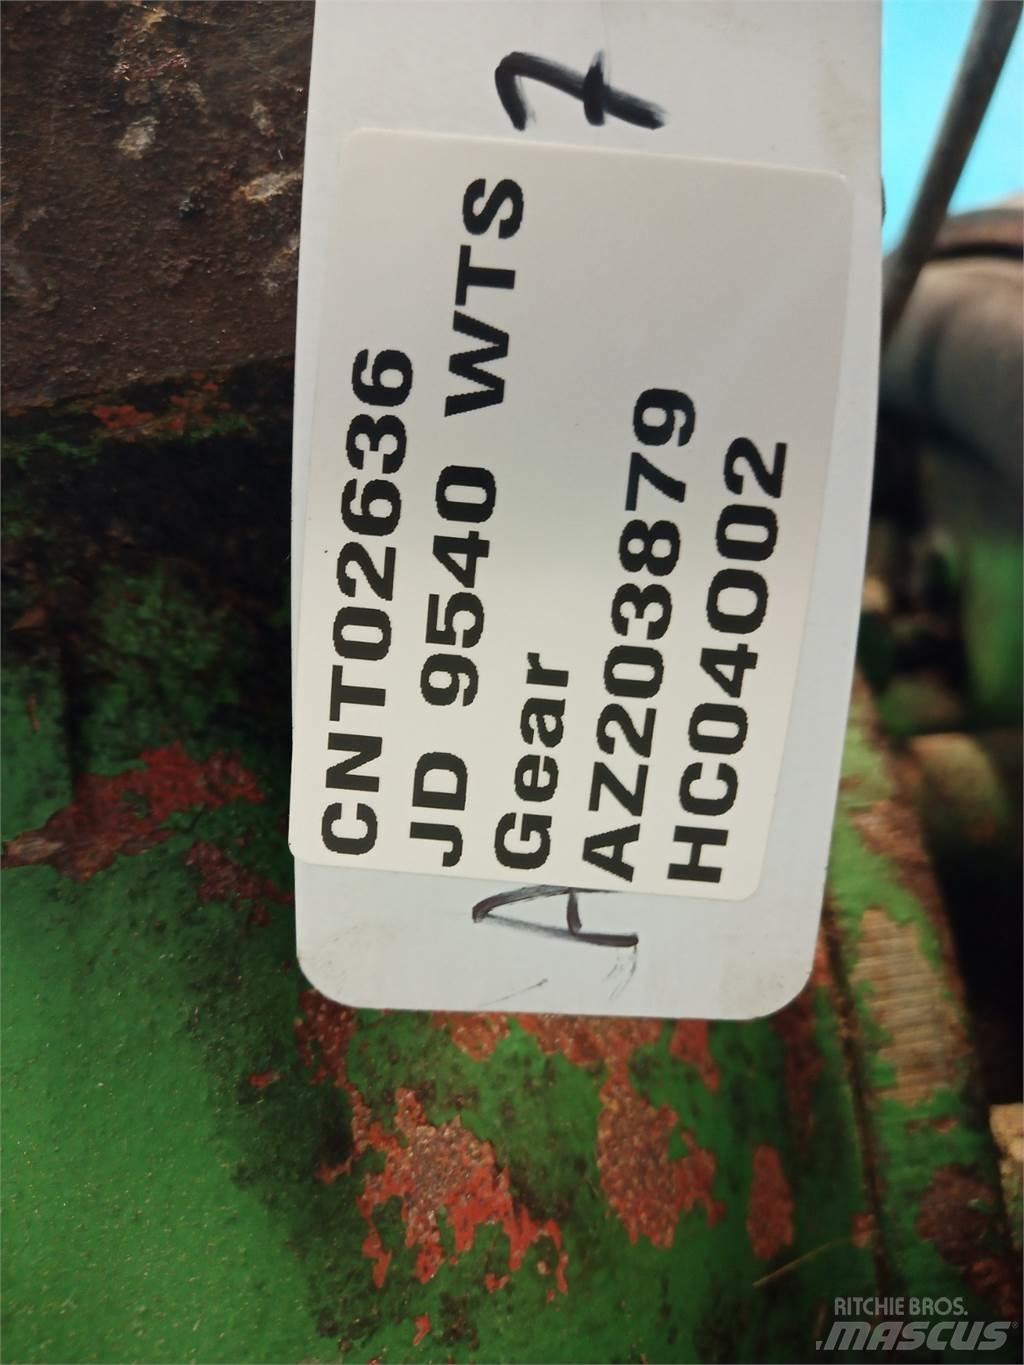 CNT02636
JD 9540 WTS
Gear
AZ203879
HC04002
A
RITCHIE BROS.
MASCUS